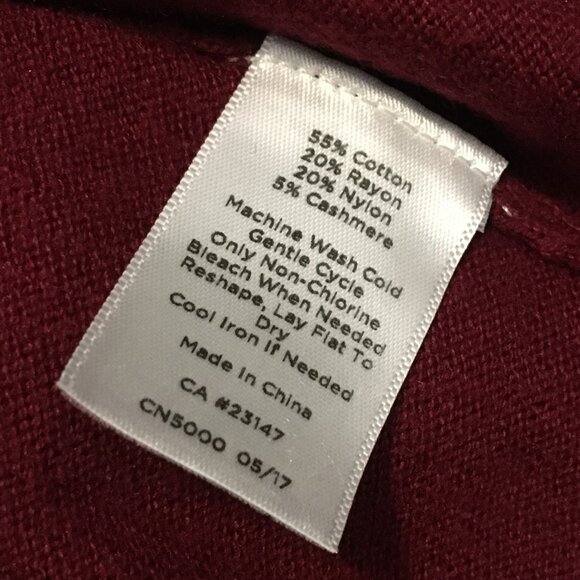 55% Cotton
20% Rayon
20% Nylon
5% Cashmere
Machine Wash Cold
Gentle Cycle
Only Non-Chlorine
Bleach When Needed
Reshape, Lay Flat To
Dry
Cool Iron If Needed
Made In China
CA #23147
CN5000 05/17